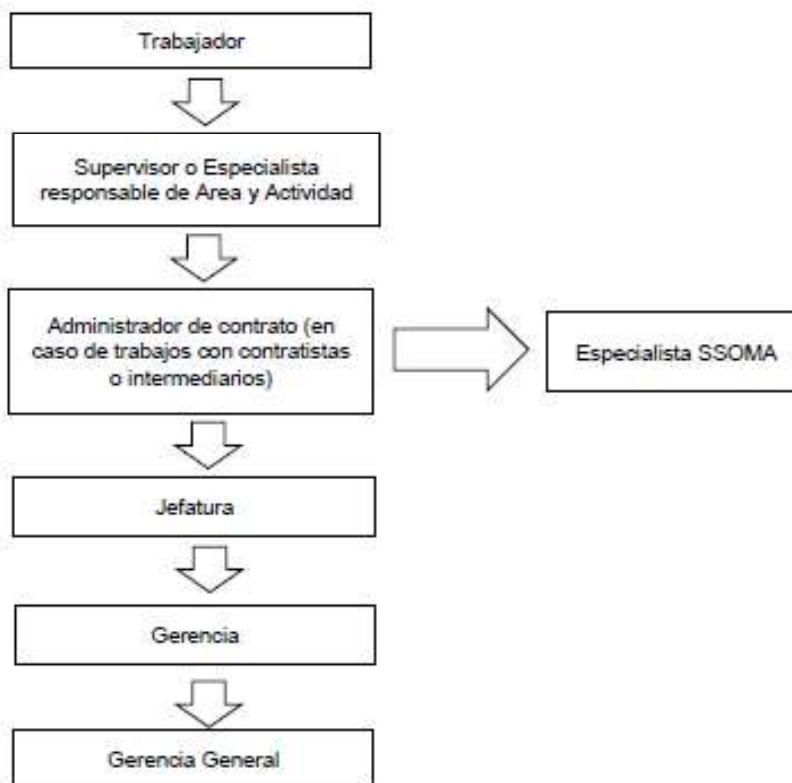 Trabajador
Supervisor o Especialista
responsable de Area y Actividad
Administrador de contrato (en
caso de trabajos con contratistas
o intermediarios)
Especialista SSOMA
Jefatura
Gerencia
Gerencia General